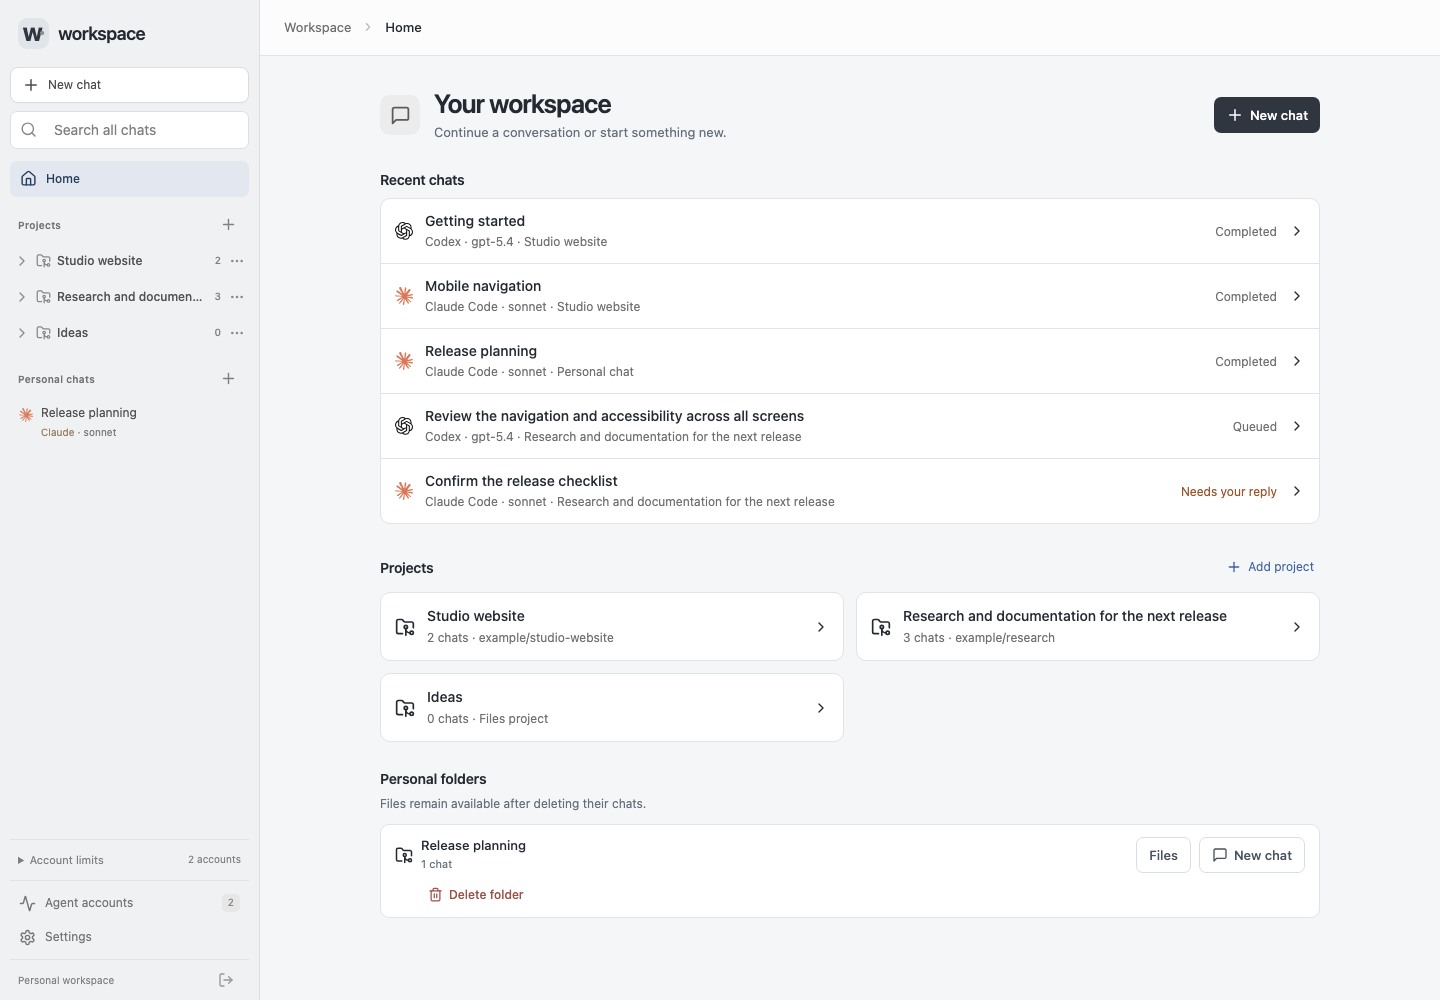 W
workspace
New chat
Search all chats
Home
Projects
Studio website 2
Research and documen... 3
Ideas 0
Personal chats
Release planning
Claude · sonnet
Account limits 2 accounts
Agent accounts 2
Settings
Personal workspace
Workspace Home
Your workspace
Continue a conversation or start something new.
New chat
Recent chats
Getting started
Codex · gpt-5.4 · Studio website
Completed
Mobile navigation
Claude Code · sonnet · Studio website
Completed
Release planning
Claude Code · sonnet · Personal chat
Completed
Review the navigation and accessibility across all screens
Codex · gpt-5.4 · Research and documentation for the next release
Queued
Confirm the release checklist
Claude Code · sonnet · Research and documentation for the next release
Needs your reply
Projects
Add project
Studio website
2 chats · example/studio-website
Research and documentation for the next release
3 chats · example/research
Ideas
0 chats · Files project
Personal folders
Files remain available after deleting their chats.
Release planning
1 chat
Files
New chat
Delete folder